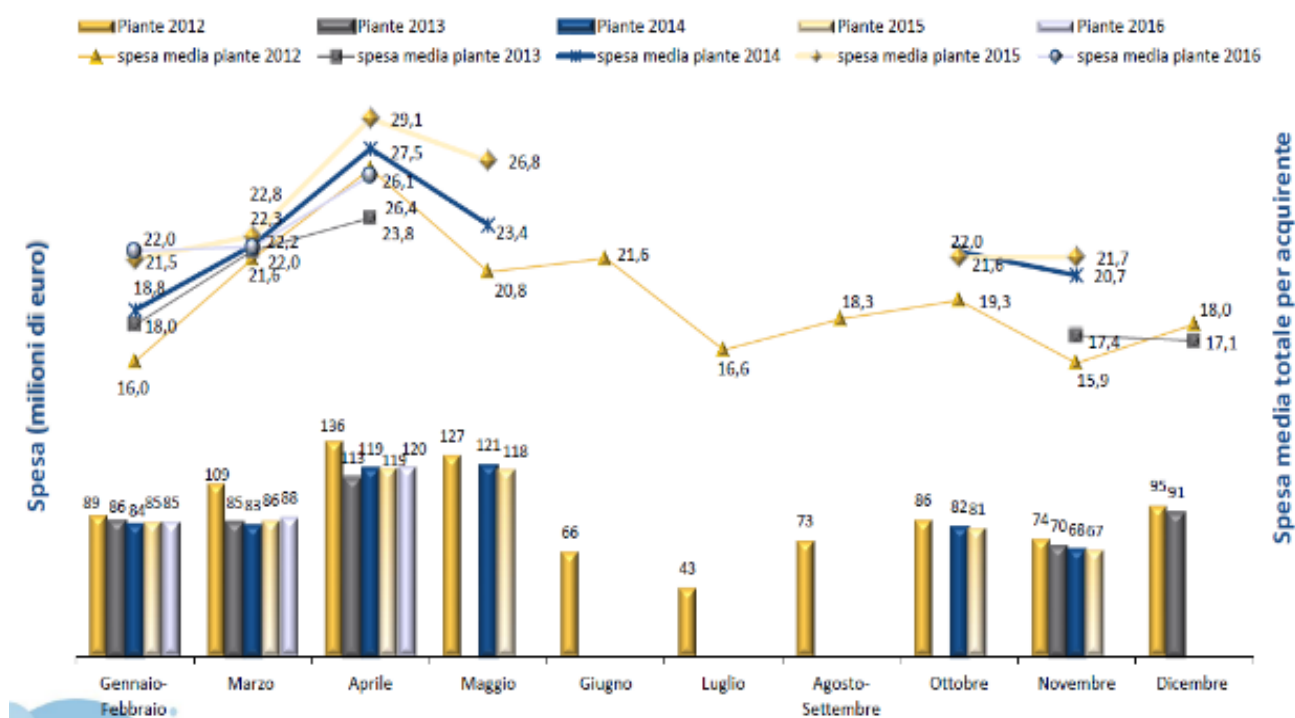 Piante 2012 Piante 2013 Piante 2014 Piante 2015 Piante 2016
spesa media piante 2012 spesa media piante 2013 spesa media piante 2014 spesa media piante 2015 spesa media piante 2016
Spesa (milioni di euro)
Spesa media totale per acquirente
29,1
27,5
26,8
26,1
26,4
23,8
22,8
22,3
22,2
22,0
21,6
22,0
21,5
18,8
18,0
16,0
23,4
20,8
21,6
16,6
18,3
22,0
21,6
19,3
21,7
20,7
17,4
15,9
18,0
17,1
89 86 84 85 85
109 85 83 86 88
136 113 119 119 120
127 121 118
66
43
73
86 82 81
74 70 68 67
95 91
Gennaio-
Febbraio
Marzo
Aprile
Maggio
Giugno
Luglio
Agosto-
Settembre
Ottobre
Novembre
Dicembre